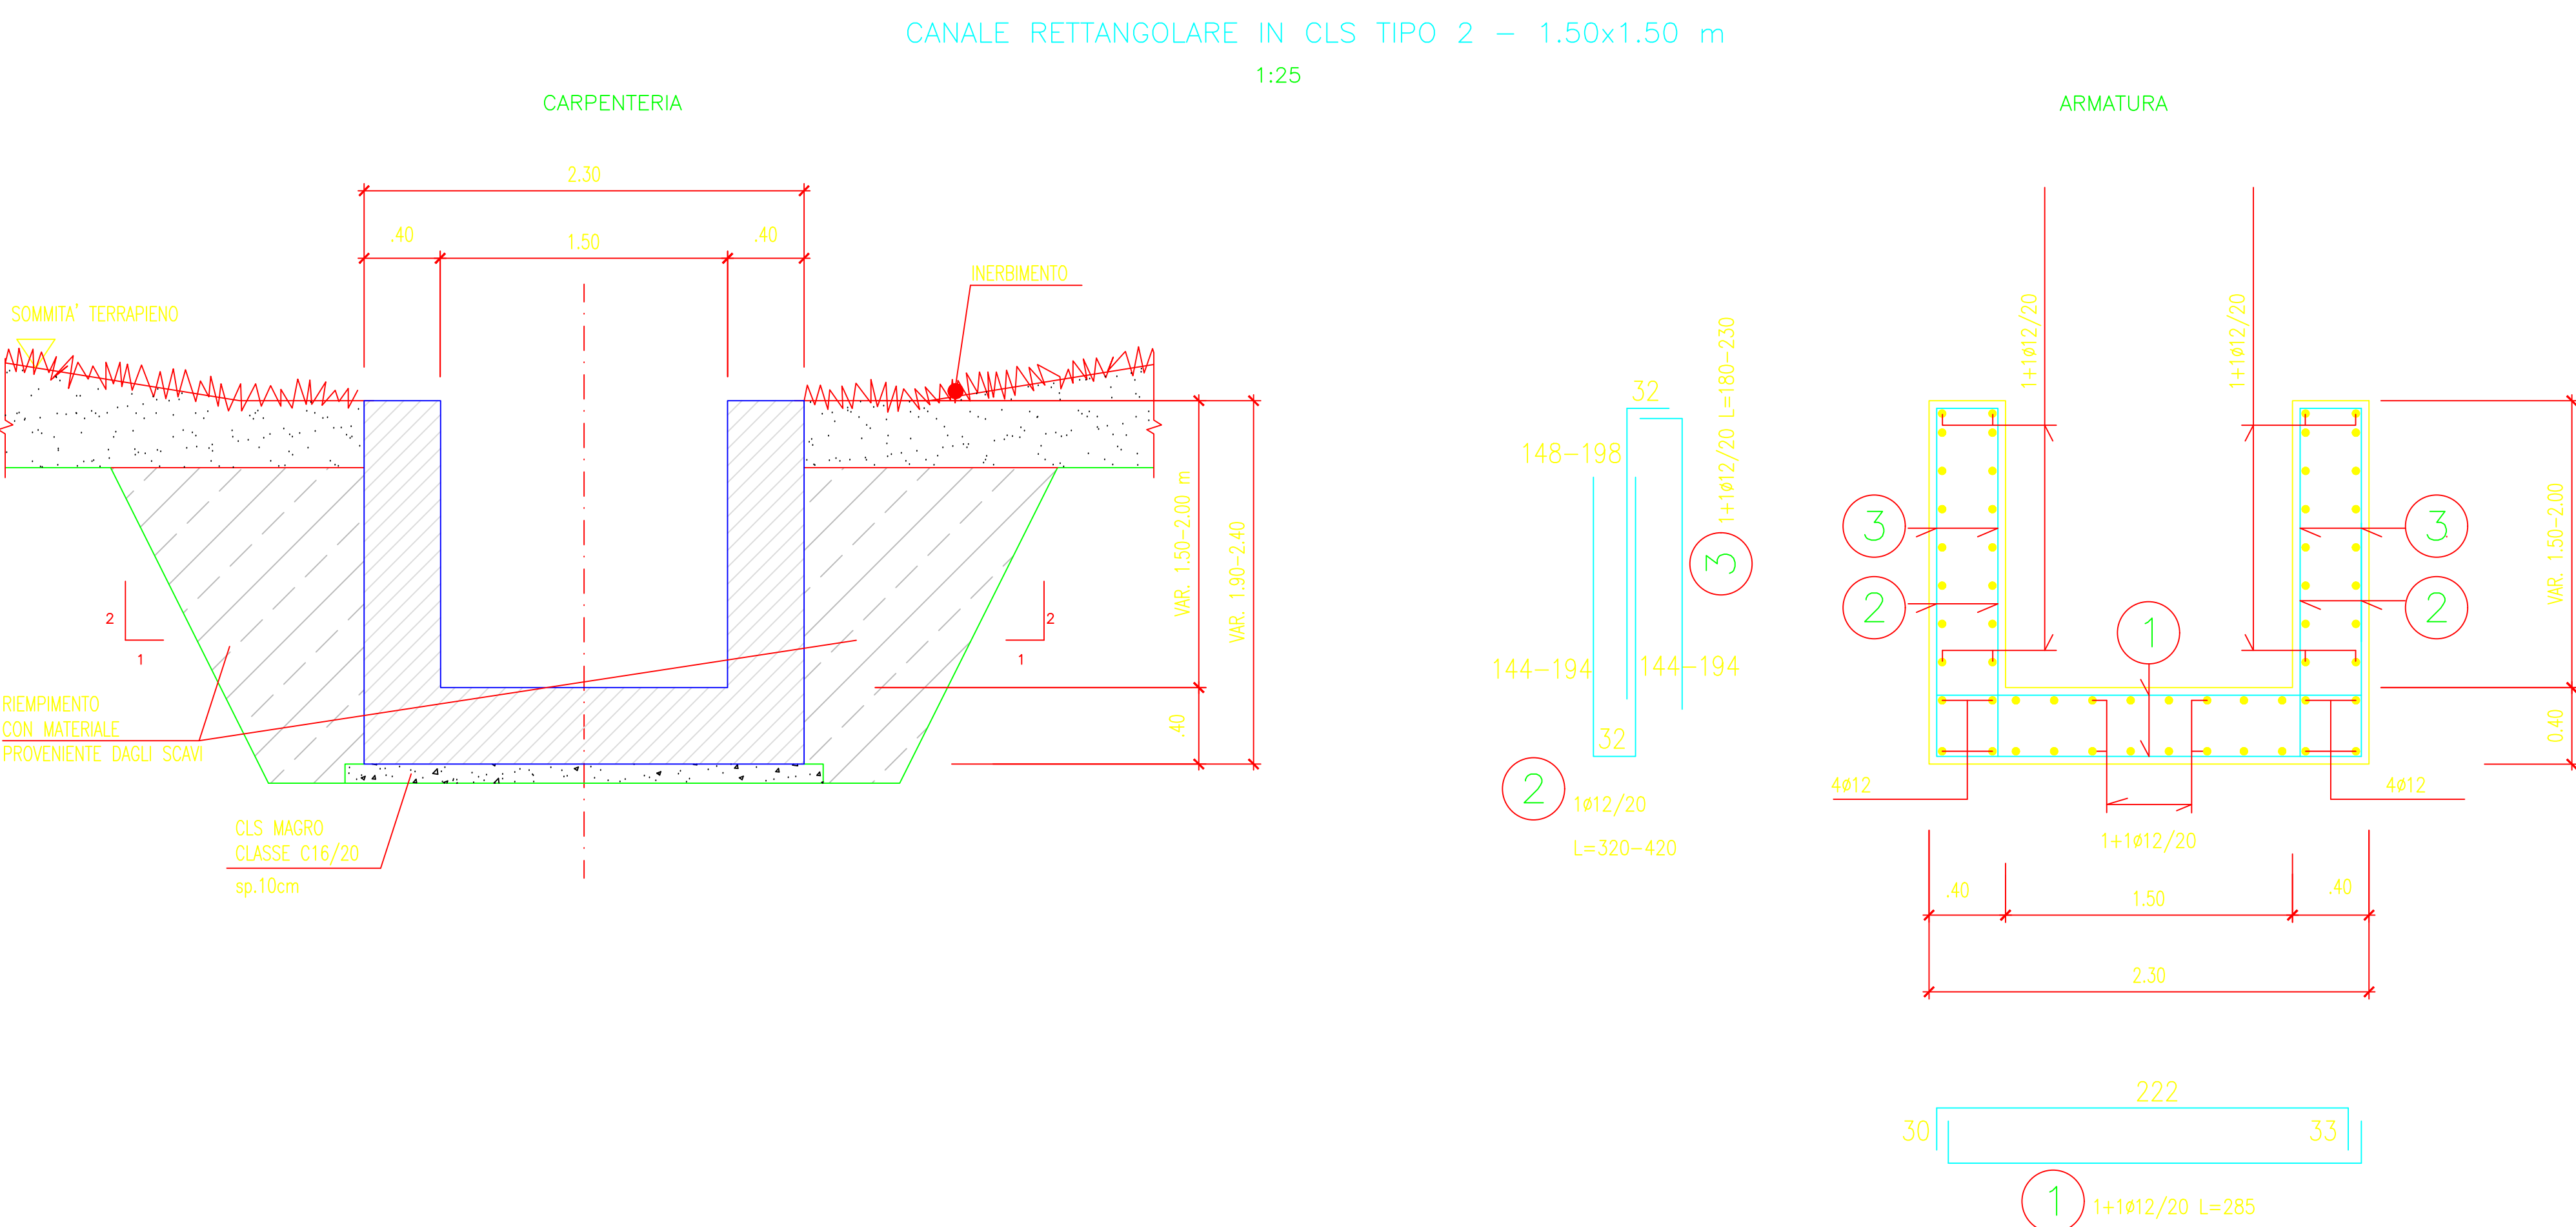 CANALE RETTANGOLARE IN CLS TIPO 2 - 1.50x1.50 m
1:25
CARPENTERIA
2.30
.40
1.50
.40
INERBIMENTO
SOMMITA' TERRAPIENO
VAR. 1.50-2.00 m
VAR. 1.90-2.40
.40
2
1
2
1
RIEMPIMENTO
CON MATERIALE
PROVENIENTE DAGLI SCAVI
CLS MAGRO
CLASSE C16/20
sp.10cm
32
148-198
144-194
144-194
32
1+1ø12/20 L=180-230
3
2
1ø12/20
L=320-420
ARMATURA
1+1ø12/20
1+1ø12/20
3
3
2
2
1
VAR. 1.50-2.00
0.40
4ø12
4ø12
1+1ø12/20
.40
1.50
.40
2.30
222
30
33
1
1+1ø12/20 L=285